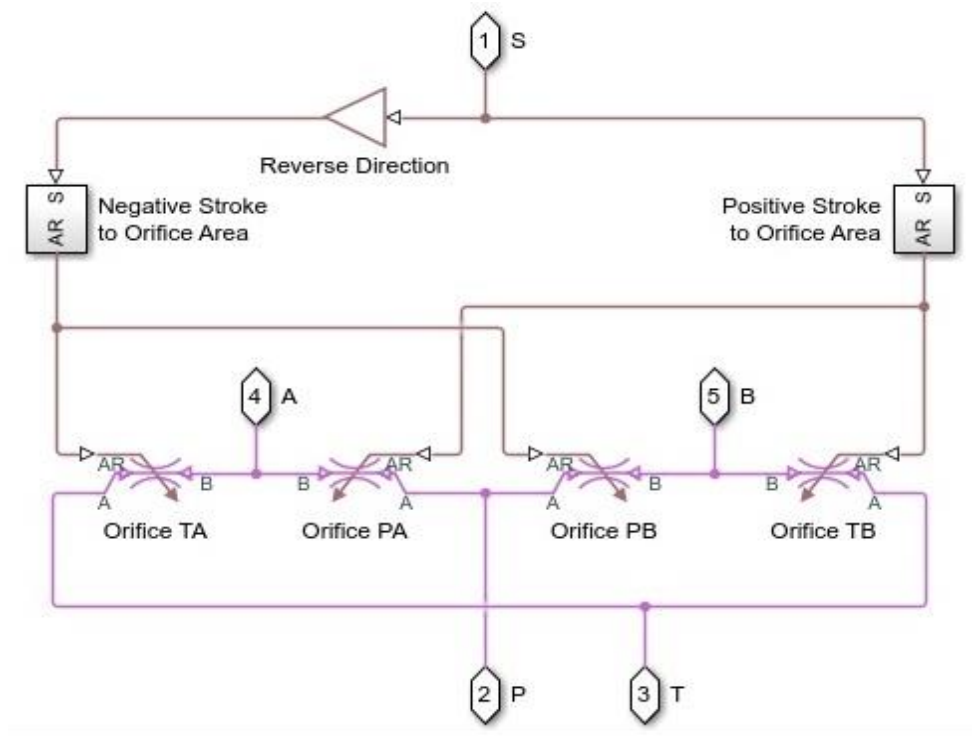 1 S
Reverse Direction
S
AR
Negative Stroke
to Orifice Area
Positive Stroke
to Orifice Area
S
AR
4 A
5 B
AR
B
A
Orifice TA
AR
B
A
Orifice PA
AR
B
A
Orifice PB
AR
B
A
Orifice TB
2 P
3 T